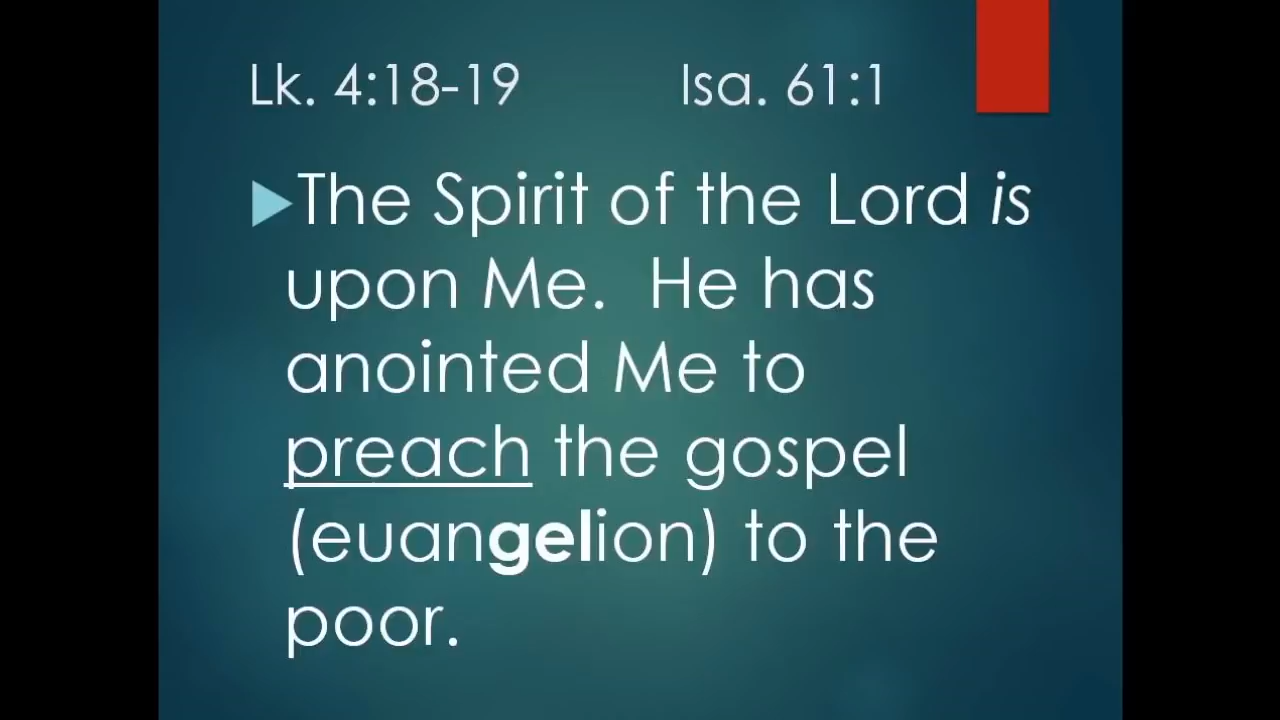 Lk. 4:18-19 Isa. 61:1
The Spirit of the Lord is
upon Me. He has
anointed Me to
preach the gospel
(euangelion) to the
poor.